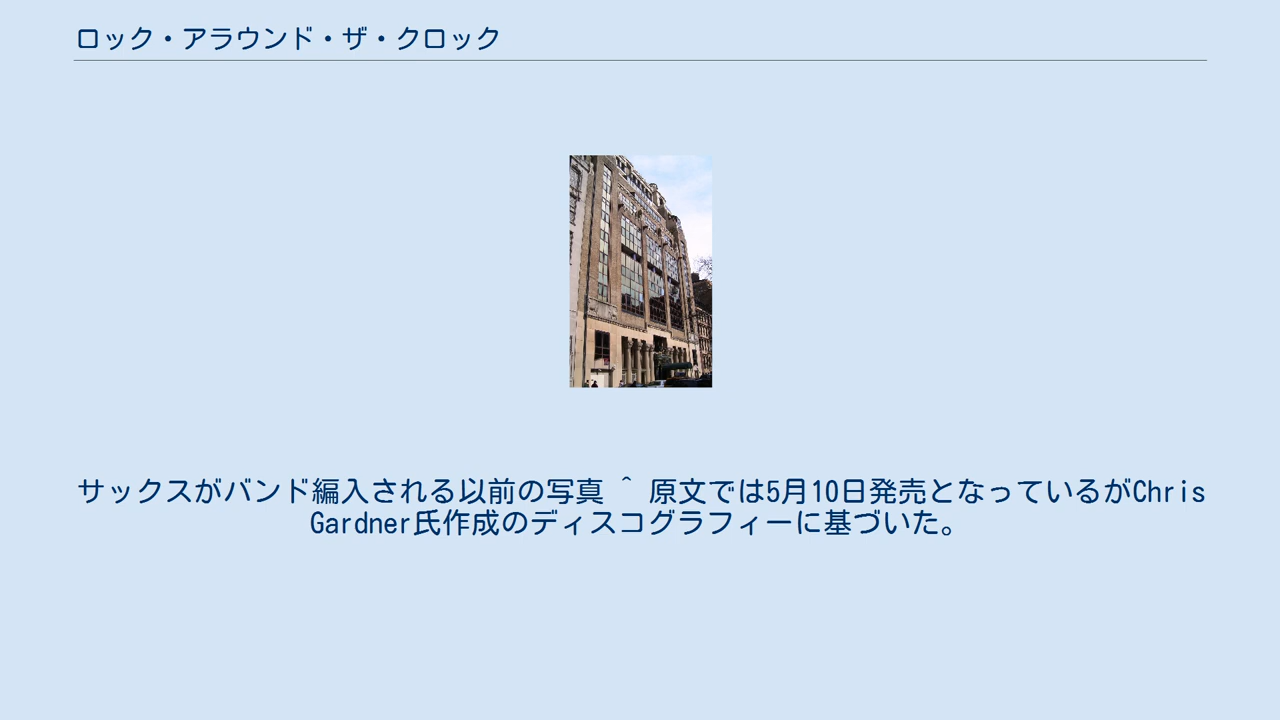 ロック・アラウンド・ザ・クロック
サックスがバンド編入される以前の写真 ^ 原文では5月10日発売となっているがChris
Gardner氏作成のディスコグラフィーに基づいた。